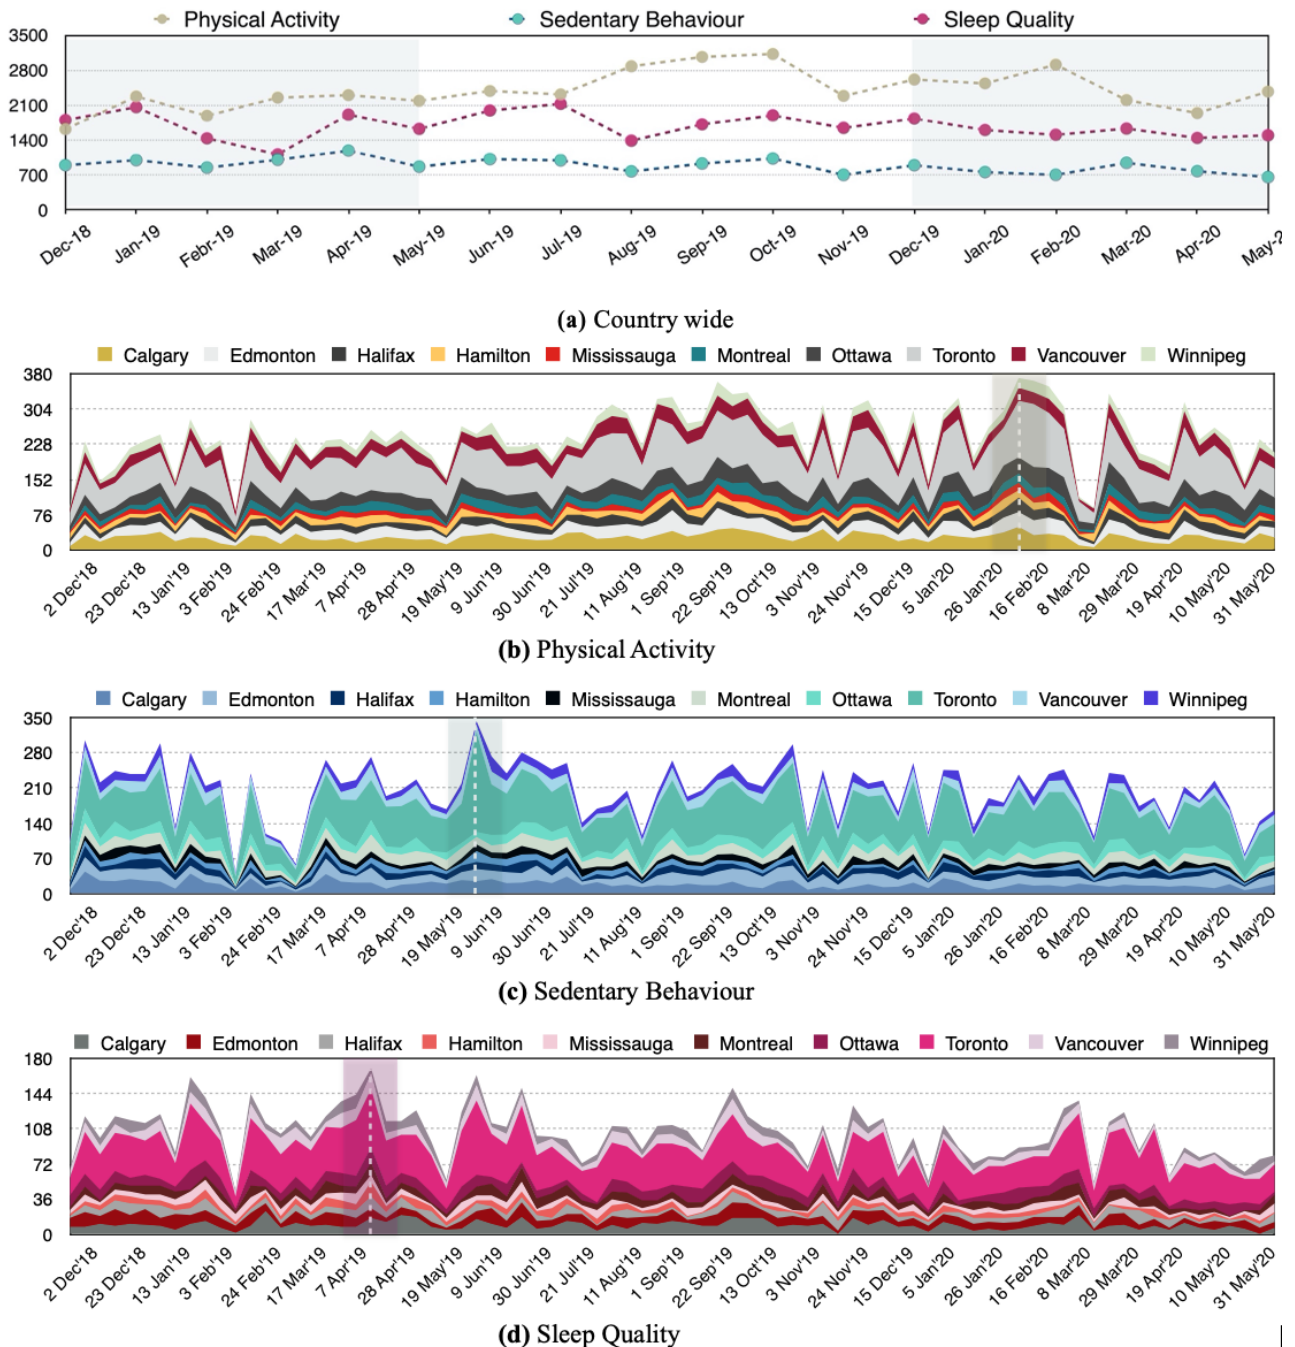 Physical Activity Sedentary Behaviour Sleep Quality
3500
2800
2100
1400
700
0
Dec-18 Jan-19 Febr-19 Mar-19 Apr-19 May-19 Jun-19 Jul-19 Aug-19 Sep-19 Oct-19 Nov-19 Dec-19 Jan-20 Feb-20 Mar-20 Apr-20 May-2
(a) Country wide
Calgary Edmonton Halifax Hamilton Mississauga Montreal Ottawa Toronto Vancouver Winnipeg
380
304
228
152
76
0
2 Dec'18 23 Dec'18 13 Jan'19 3 Feb'19 24 Feb'19 17 Mar'19 7 Apr'19 28 Apr'19 19 May'19 9 Jun'19 30 Jun'19 21 Jul'19 11 Aug'19 1 Sep'19 22 Sep'19 13 Oct'19 3 Nov'19 24 Nov'19 15 Dec'19 5 Jan'20 26 Jan'20 16 Feb'20 8 Mar'20 29 Mar'20 19 Apr'20 10 May'20 31 May'20
(b) Physical Activity
Calgary Edmonton Halifax Hamilton Mississauga Montreal Ottawa Toronto Vancouver Winnipeg
350
280
210
140
70
0
2 Dec'18 23 Dec'18 13 Jan'19 3 Feb'19 24 Feb'19 17 Mar'19 7 Apr'19 28 Apr'19 19 May'19 9 Jun'19 30 Jun'19 21 Jul'19 11 Aug'19 1 Sep'19 22 Sep'19 13 Oct'19 3 Nov'19 24 Nov'19 15 Dec'19 5 Jan'20 26 Jan'20 16 Feb'20 8 Mar'20 29 Mar'20 19 Apr'20 10 May'20 31 May'20
(c) Sedentary Behaviour
Calgary Edmonton Halifax Hamilton Mississauga Montreal Ottawa Toronto Vancouver Winnipeg
180
144
108
72
36
0
2 Dec'18 23 Dec'18 13 Jan'19 3 Feb'19 24 Feb'19 17 Mar'19 7 Apr'19 28 Apr'19 19 May'19 9 Jun'19 30 Jun'19 21 Jul'19 11 Aug'19 1 Sep'19 22 Sep'19 13 Oct'19 3 Nov'19 24 Nov'19 15 Dec'19 5 Jan'20 26 Jan'20 16 Feb'20 8 Mar'20 29 Mar'20 19 Apr'20 10 May'20 31 May'20
(d) Sleep Quality